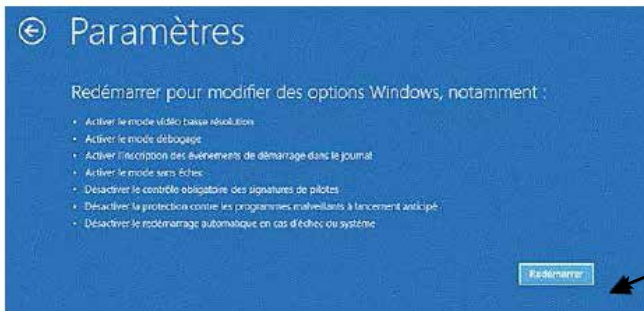 Paramètres
Redémarrer pour modifier des options Windows, notamment :
• Activer le mode vidéo basse résolution
• Activer le mode débogage
• Activer l'inscription des événements de démarrage dans le journal
• Activer le mode sans échec
• Désactiver le contrôle obligatoire des signatures de pilotes
• Désactiver la protection contre les programmes malveillants à lancement anticipé
• Désactiver le redémarrage automatique en cas d'échec du système
Redémarrer